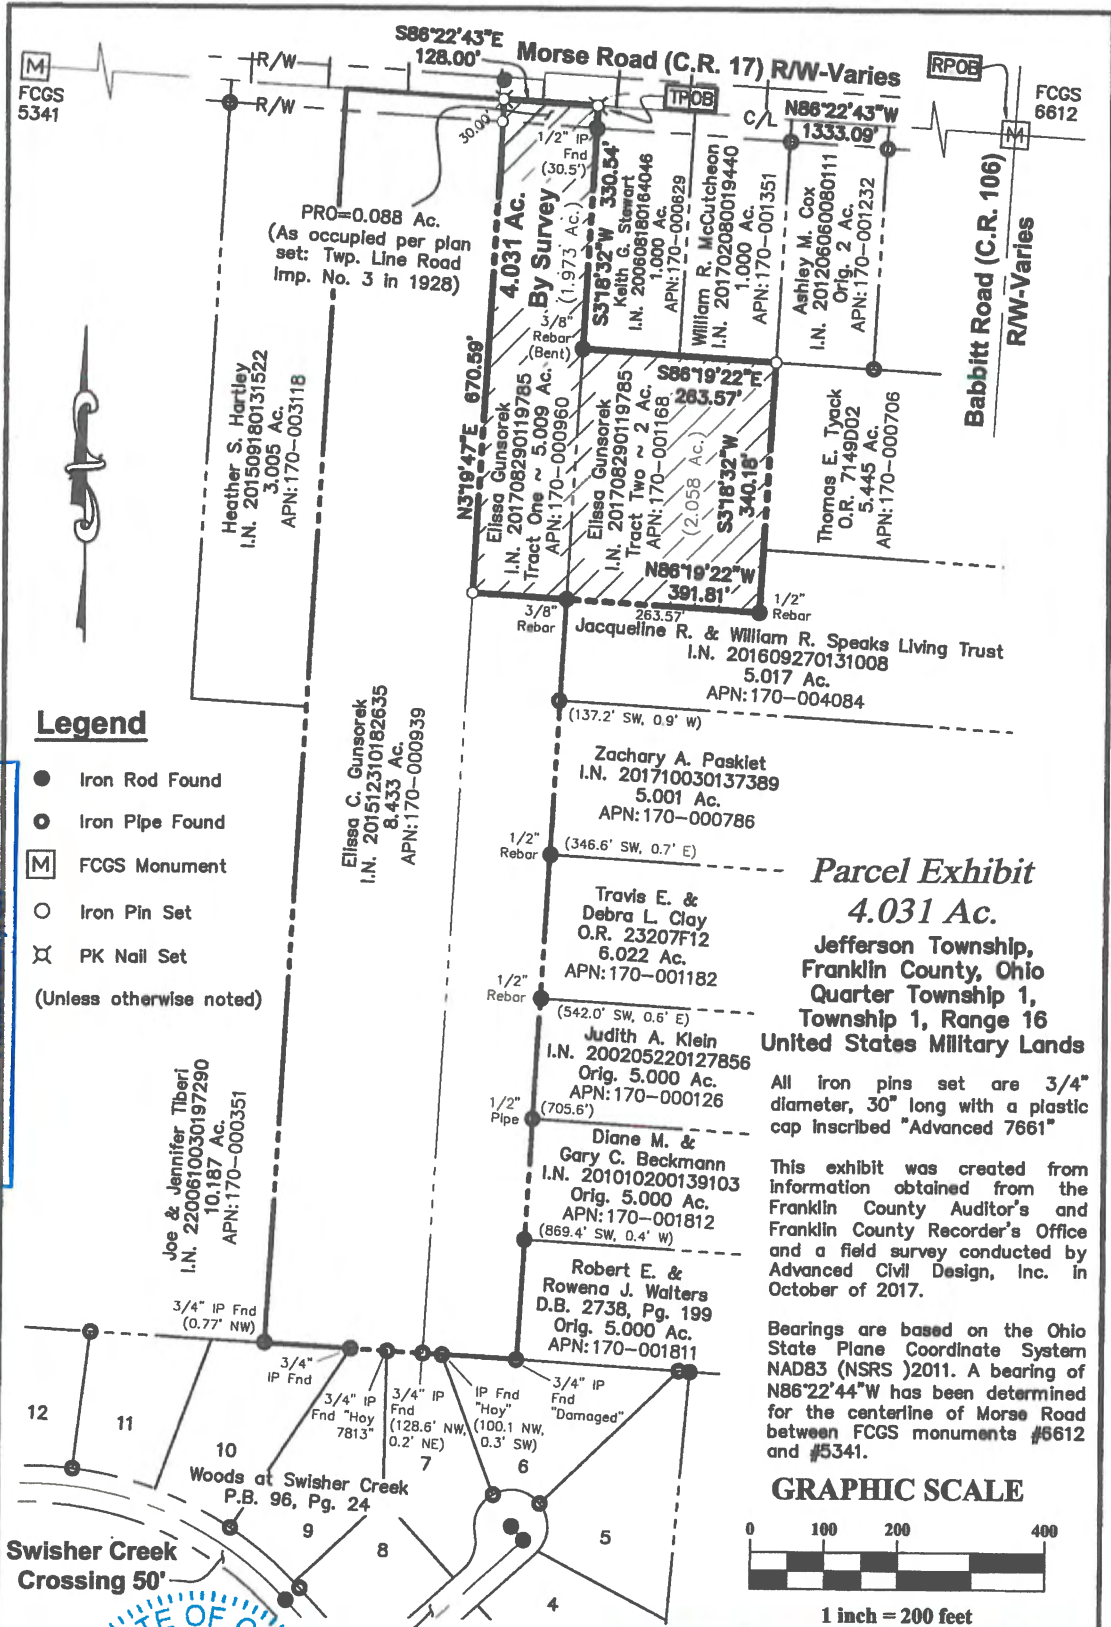 S86°22'43"E
128.00'
Morse Road (C.R. 17) R/W-Varies
RPOB
M
FCGS
5341
R/W
R/W
TPOB
C/L
N86°22'43"W
1333.09'
FCGS
6612
M
30.00'
1/2" IP
Fnd
(30.5')
PRO=0.088 Ac.
(As occupied per plan
set: Twp. Line Road
Imp. No. 3 in 1928)
4.031 Ac.
By Survey
(1.973 Ac.)
S3°18'32"W 330.54'
Keith G. Stewart
I.N. 200608180164046
1.000 Ac.
APN:170-000829
William R. McCutcheon
I.N. 201702080019440
1.000 Ac.
APN:170-001351
Ashley M. Cox
I.N. 201206060080111
Orig. 2 Ac.
APN:170-001232
Babbitt Road (C.R. 106)
R/W-Varies
3/8"
Rebar
(Bent)
Heather S. Hartley
I.N. 201509180131522
3.005 Ac.
APN:170-003118
N3°19'47"E 670.59'
Elissa Gunsorek
I.N. 201708290119785
Tract One ~ 5.009 Ac.
APN:170-000960
Elissa Gunsorek
I.N. 201708290119785
Tract Two ~ 2 Ac.
APN:170-001168
(2.058 Ac.)
S86°19'22"E
263.57'
S3°18'32"W
340.18'
Thomas E. Tyack
O.R. 7149D02
5.445 Ac.
APN:170-000706
N86°19'22"W
391.81'
263.57'
3/8"
Rebar
1/2"
Rebar
Jacqueline R. & William R. Speaks Living Trust
I.N. 201609270131008
5.017 Ac.
APN:170-004084
(137.2' SW, 0.9' W)
Legend
Iron Rod Found
Iron Pipe Found
M FCGS Monument
Iron Pin Set
PK Nail Set
(Unless otherwise noted)
Elissa C. Gunsorek
I.N. 201512310182635
8.433 Ac.
APN:170-000939
Zachary A. Paskiet
I.N. 201710030137389
5.001 Ac.
APN:170-000786
1/2"
Rebar
(346.6' SW, 0.7' E)
Travis E. &
Debra L. Clay
O.R. 23207F12
6.022 Ac.
APN:170-001182
1/2"
Rebar
(542.0' SW, 0.6' E)
Judith A. Klein
I.N. 200205220127856
Orig. 5.000 Ac.
APN:170-000126
1/2"
Pipe
(705.6')
Diane M. &
Gary C. Beckmann
I.N. 201010200139103
Orig. 5.000 Ac.
APN:170-001812
(869.4' SW, 0.4' W)
Robert E. &
Rowena J. Walters
D.B. 2738, Pg. 199
Orig. 5.000 Ac.
APN:170-001811
Joe & Jennifer Tiberi
I.N. 220061003 0197290
10.187 Ac.
APN:170-000351
Parcel Exhibit
4.031 Ac.
Jefferson Township,
Franklin County, Ohio
Quarter Township 1,
Township 1, Range 16
United States Military Lands
All iron pins set are 3/4"
diameter, 30" long with a plastic
cap inscribed "Advanced 7661"
This exhibit was created from
information obtained from the
Franklin County Auditor's and
Franklin County Recorder's Office
and a field survey conducted by
Advanced Civil Design, Inc. in
October of 2017.
Bearings are based on the Ohio
State Plane Coordinate System
NAD83 (NSRS )2011. A bearing of
N86°22'44"W has been determined
for the centerline of Morse Road
between FCGS monuments #6612
and #5341.
3/4" IP Fnd
(0.77' NW)
3/4"
IP Fnd
3/4" IP
Fnd "Hoy
7813"
3/4" IP
Fnd
(128.6' NW,
0.2' NE)
IP Fnd
"Hoy"
(100.1 NW,
0.3' SW)
3/4" IP
Fnd
"Damaged"
12
11
10
9
8
7
6
5
4
Woods at Swisher Creek
P.B. 96, Pg. 24
Swisher Creek
Crossing 50'
TE OF O
GRAPHIC SCALE
0 100 200 400
1 inch = 200 feet